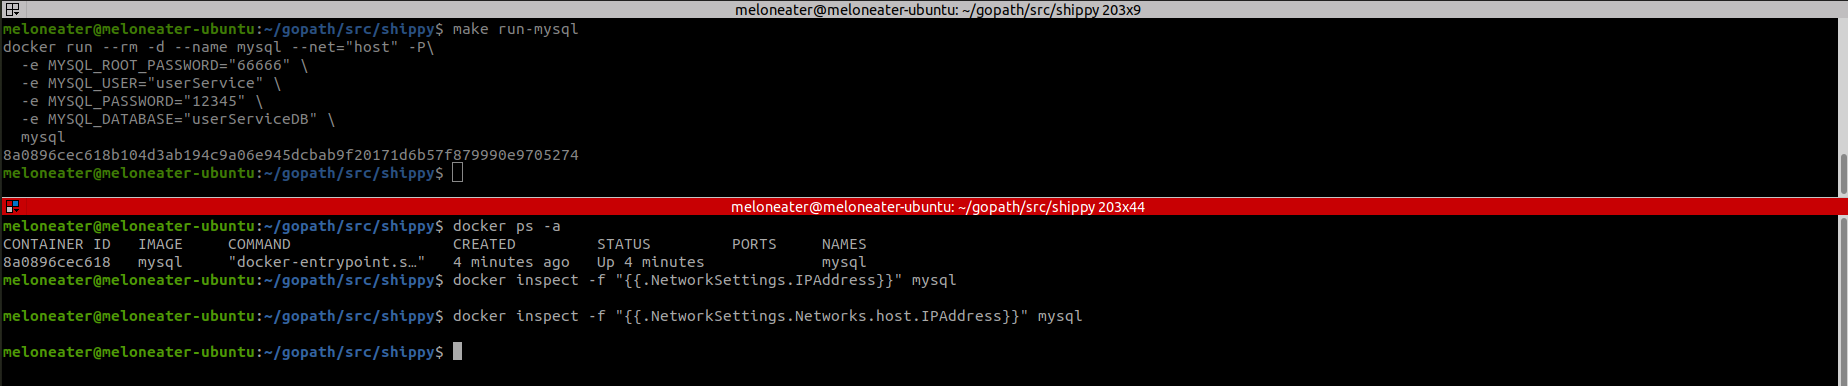 meloneater@meloneater-ubuntu: ~/gopath/src/shippy 203x9
meloneater@meloneater-ubuntu:~/gopath/src/shippy$ make run-mysql
docker run --rm -d --name mysql --net="host" -P\
  -e MYSQL_ROOT_PASSWORD="66666" \
  -e MYSQL_USER="userService" \
  -e MYSQL_PASSWORD="12345" \
  -e MYSQL_DATABASE="userServiceDB" \
  mysql
8a0896cec618b104d3ab194c9a06e945dcbab9f20171d6b57f879990e9705274
meloneater@meloneater-ubuntu:~/gopath/src/shippy$
meloneater@meloneater-ubuntu: ~/gopath/src/shippy 203x44
meloneater@meloneater-ubuntu:~/gopath/src/shippy$ docker ps -a
CONTAINER ID   IMAGE     COMMAND                  CREATED         STATUS         PORTS     NAMES
8a0896cec618   mysql     "docker-entrypoint.s…"   4 minutes ago   Up 4 minutes             mysql
meloneater@meloneater-ubuntu:~/gopath/src/shippy$ docker inspect -f "{{.NetworkSettings.IPAddress}}" mysql
meloneater@meloneater-ubuntu:~/gopath/src/shippy$ docker inspect -f "{{.NetworkSettings.Networks.host.IPAddress}}" mysql
meloneater@meloneater-ubuntu:~/gopath/src/shippy$